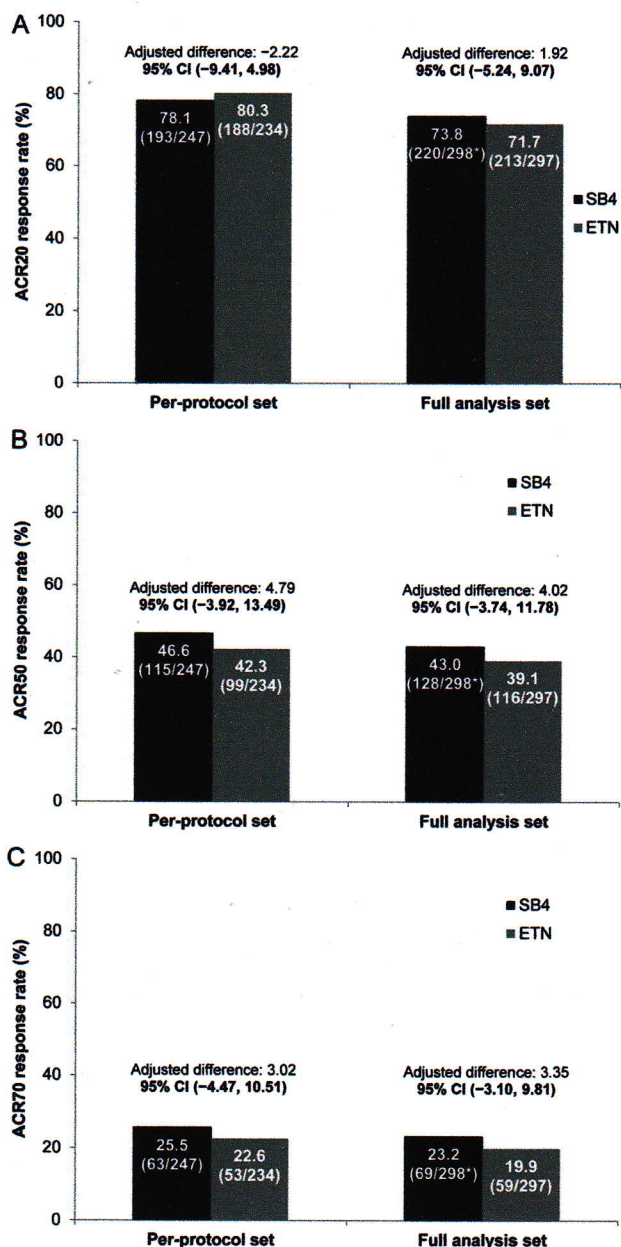 A
Adjusted difference: −2.22
95% CI (−9.41, 4.98)
Adjusted difference: 1.92
95% CI (−5.24, 9.07)
100
80
60
40
20
0
ACR20 response rate (%)
78.1
(193/247)
80.3
(188/234)
73.8
(220/298*)
71.7
(213/297)
SB4
ETN
Per-protocol set
Full analysis set
B
SB4
ETN
100
80
60
40
20
0
ACR50 response rate (%)
Adjusted difference: 4.79
95% CI (−3.92, 13.49)
Adjusted difference: 4.02
95% CI (−3.74, 11.78)
46.6
(115/247)
42.3
(99/234)
43.0
(128/298*)
39.1
(116/297)
Per-protocol set
Full analysis set
C
SB4
ETN
100
80
60
40
20
0
ACR70 response rate (%)
Adjusted difference: 3.02
95% CI (−4.47, 10.51)
Adjusted difference: 3.35
95% CI (−3.10, 9.81)
25.5
(63/247)
22.6
(53/234)
23.2
(69/298*)
19.9
(59/297)
Per-protocol set
Full analysis set